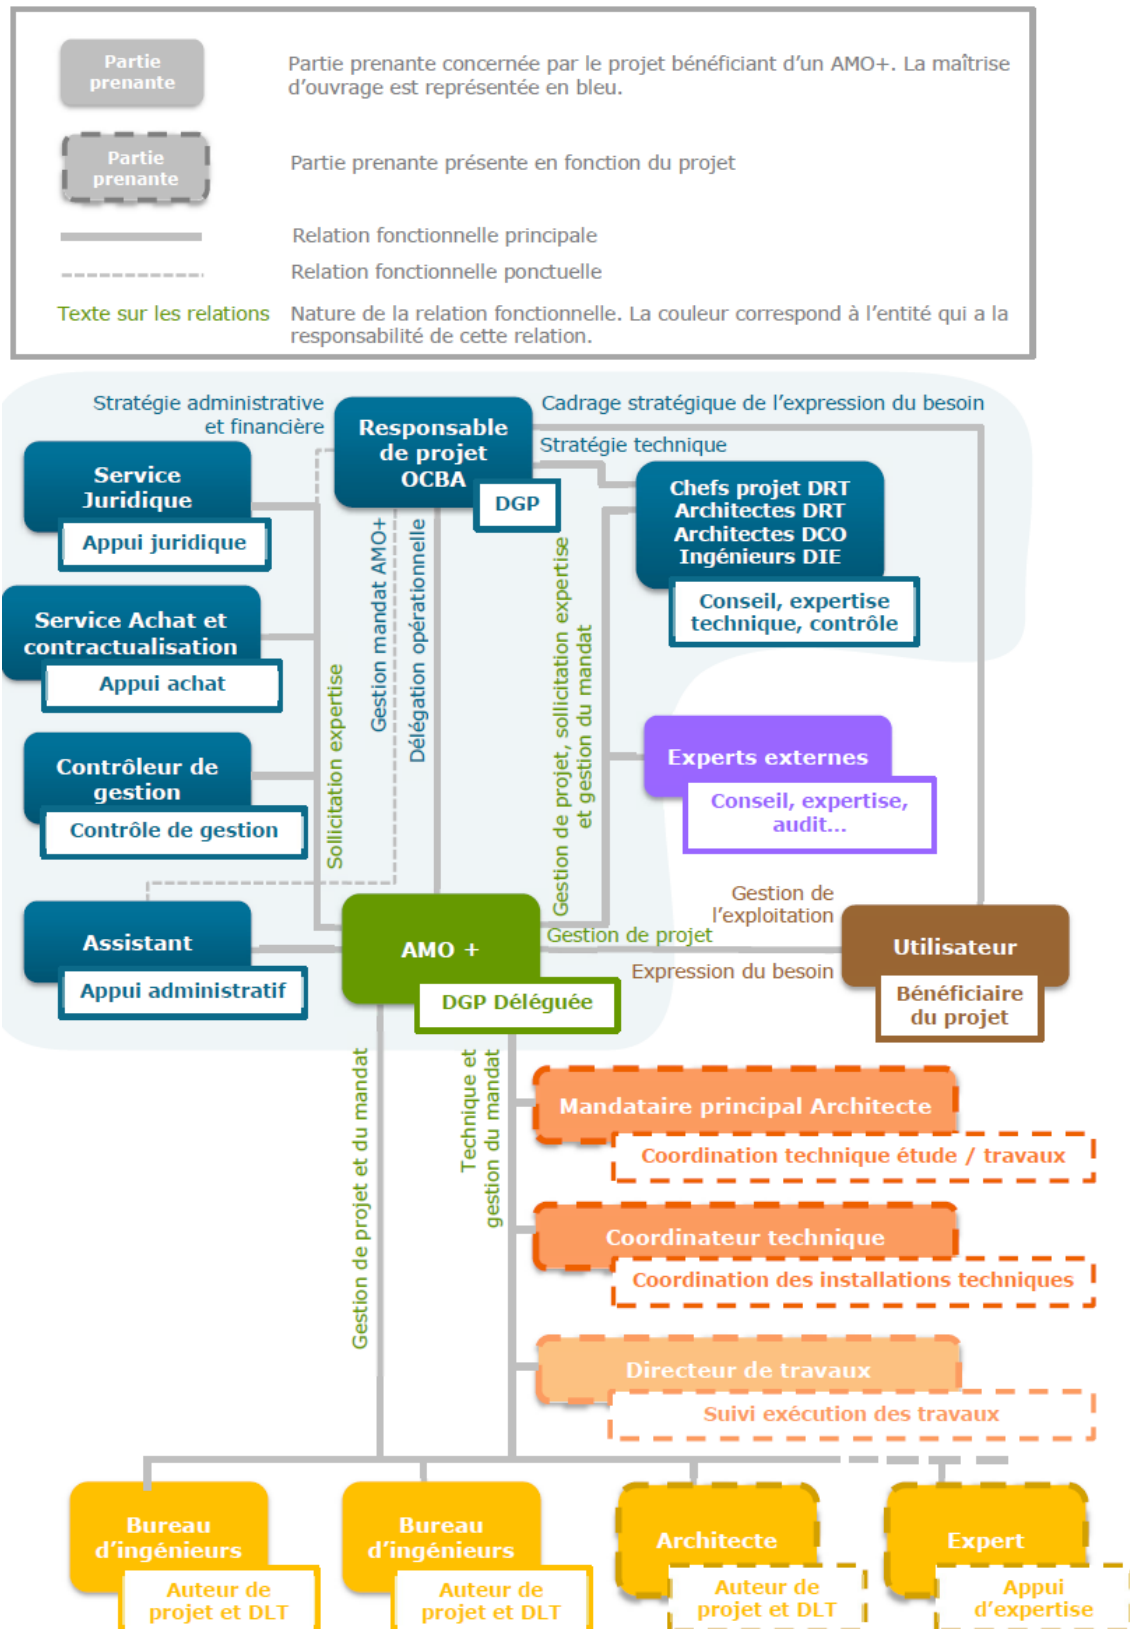 Partie
prenante
Partie prenante concernée par le projet bénéficiant d'un AMO+. La maîtrise
d'ouvrage est représentée en bleu.
Partie
prenante
Partie prenante présente en fonction du projet
Relation fonctionnelle principale
Relation fonctionnelle ponctuelle
Texte sur les relations
Nature de la relation fonctionnelle. La couleur correspond à l'entité qui a la
responsabilité de cette relation.
Stratégie administrative
et financière
Responsable
de projet
OCBA
DGP
Cadrage stratégique de l'expression du besoin
Stratégie technique
Service
Juridique
Appui juridique
Chefs projet DRT
Architectes DRT
Architectes DCO
Ingénieurs DIE
Conseil, expertise
technique, contrôle
Service Achat et
contractualisation
Appui achat
Gestion mandat AMO+
Délégation opérationnelle
Gestion de projet, sollicitation expertise
et gestion du mandat
Sollicitation expertise
Experts externes
Conseil, expertise,
audit...
Contrôleur de
gestion
Contrôle de gestion
Assistant
Appui administratif
AMO +
DGP Déléguée
Gestion de
l'exploitation
Gestion de projet
Expression du besoin
Utilisateur
Bénéficiaire
du projet
Gestion de projet et du mandat
Technique et
gestion du mandat
Mandataire principal Architecte
Coordination technique étude / travaux
Coordinateur technique
Coordination des installations techniques
Directeur de travaux
Suivi exécution des travaux
Bureau
d'ingénieurs
Auteur de
projet et DLT
Bureau
d'ingénieurs
Auteur de
projet et DLT
Architecte
Auteur de
projet et DLT
Expert
Appui
d'expertise